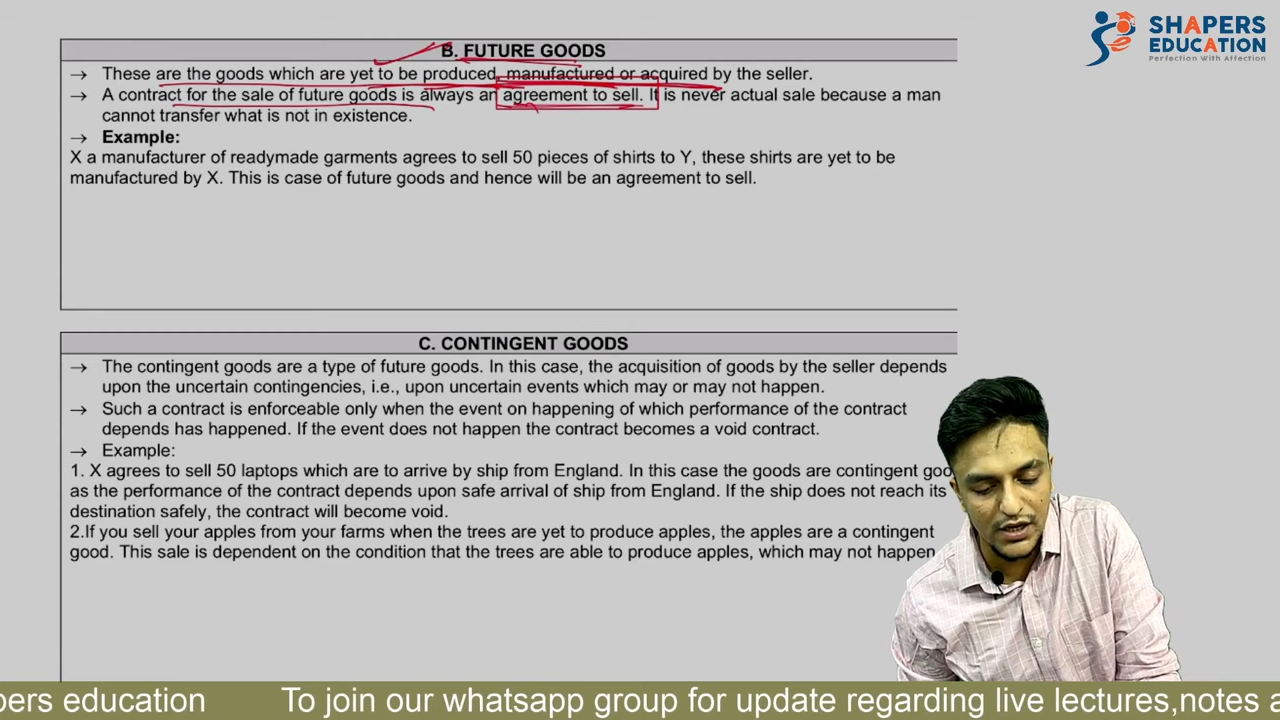 SHAPERS
EDUCATION
Perfection With Affection
B. FUTURE GOODS
→ These are the goods which are yet to be produced, manufactured or acquired by the seller.
→ A contract for the sale of future goods is always an agreement to sell. It is never actual sale because a man
cannot transfer what is not in existence.
→ Example:
X a manufacturer of readymade garments agrees to sell 50 pieces of shirts to Y, these shirts are yet to be
manufactured by X. This is case of future goods and hence will be an agreement to sell.
C. CONTINGENT GOODS
→ The contingent goods are a type of future goods. In this case, the acquisition of goods by the seller depends
upon the uncertain contingencies, i.e., upon uncertain events which may or may not happen.
→ Such a contract is enforceable only when the event on happening of which performance of the contract
depends has happened. If the event does not happen the contract becomes a void contract.
→ Example:
1. X agrees to sell 50 laptops which are to arrive by ship from England. In this case the goods are contingent goo
as the performance of the contract depends upon safe arrival of ship from England. If the ship does not reach its
destination safely, the contract will become void.
2.If you sell your apples from your farms when the trees are yet to produce apples, the apples are a contingent
good. This sale is dependent on the condition that the trees are able to produce apples, which may not happen
pers education To join our whatsapp group for update regarding live lectures,notes a